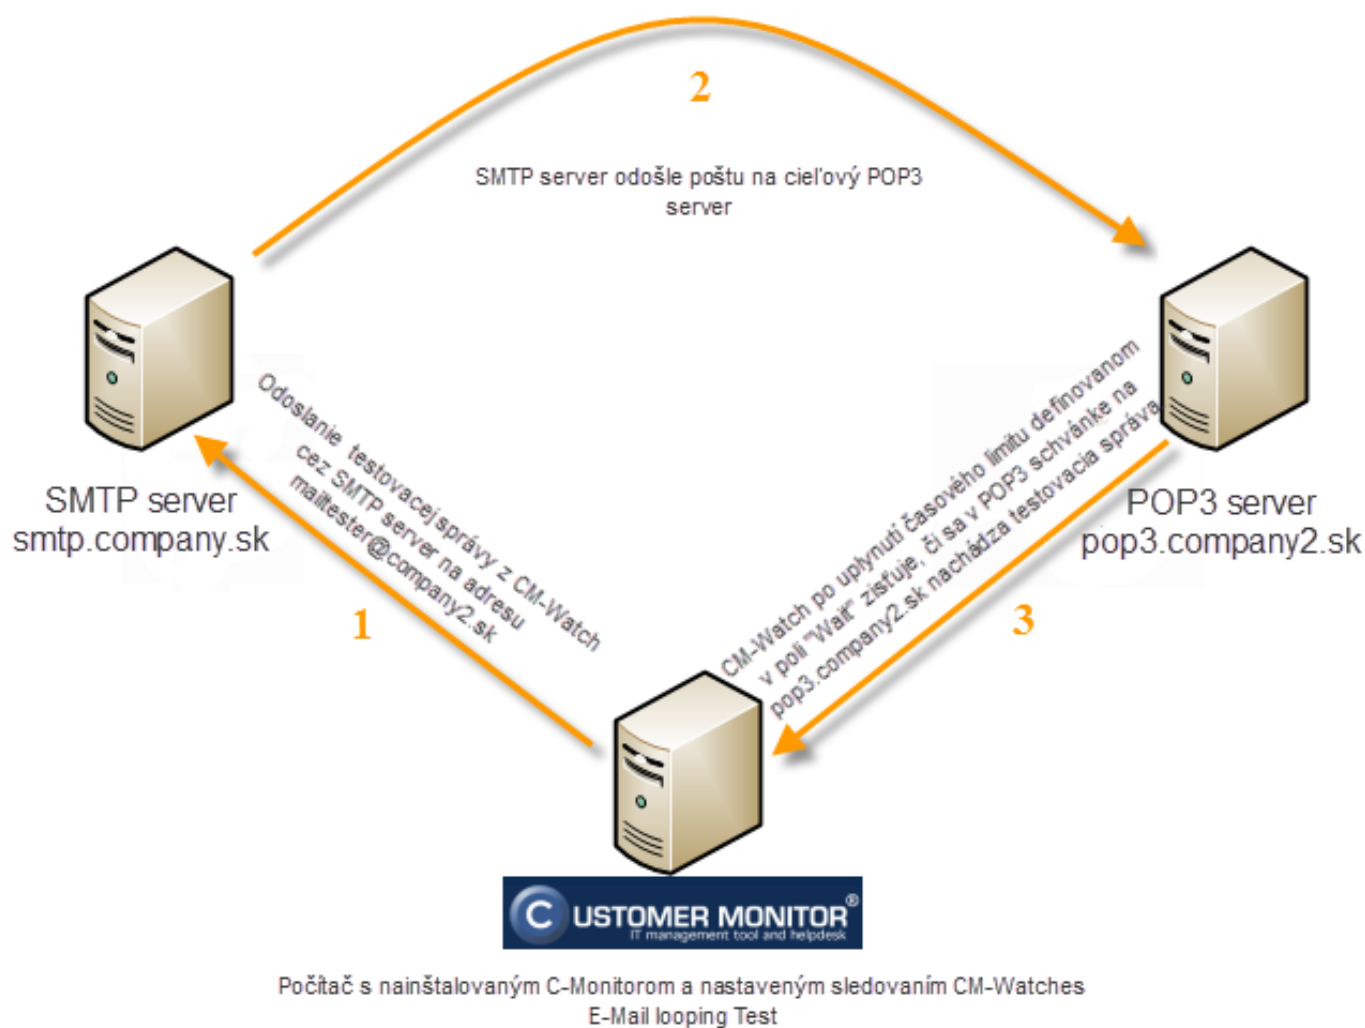 2
SMTP server odošle poštu na cieľový POP3
server
SMTP server
smtp.company.sk
Odoslanie testovacej správy z CM-Watch
cez SMTP server na adresu
mailtester@company2.sk
1
CM-Watch po uplynutí časového limitu definovanom
v poli "Wait" zisťuje, či sa v POP3 schvánke na
pop3.company2.sk nachádza testovacia správa
3
POP3 server
pop3.company2.sk
CUSTOMER MONITOR®
IT management tool and helpdesk
Počítač s nainštalovaným C-Monitorom a nastaveným sledovaním CM-Watches
E-Mail looping Test